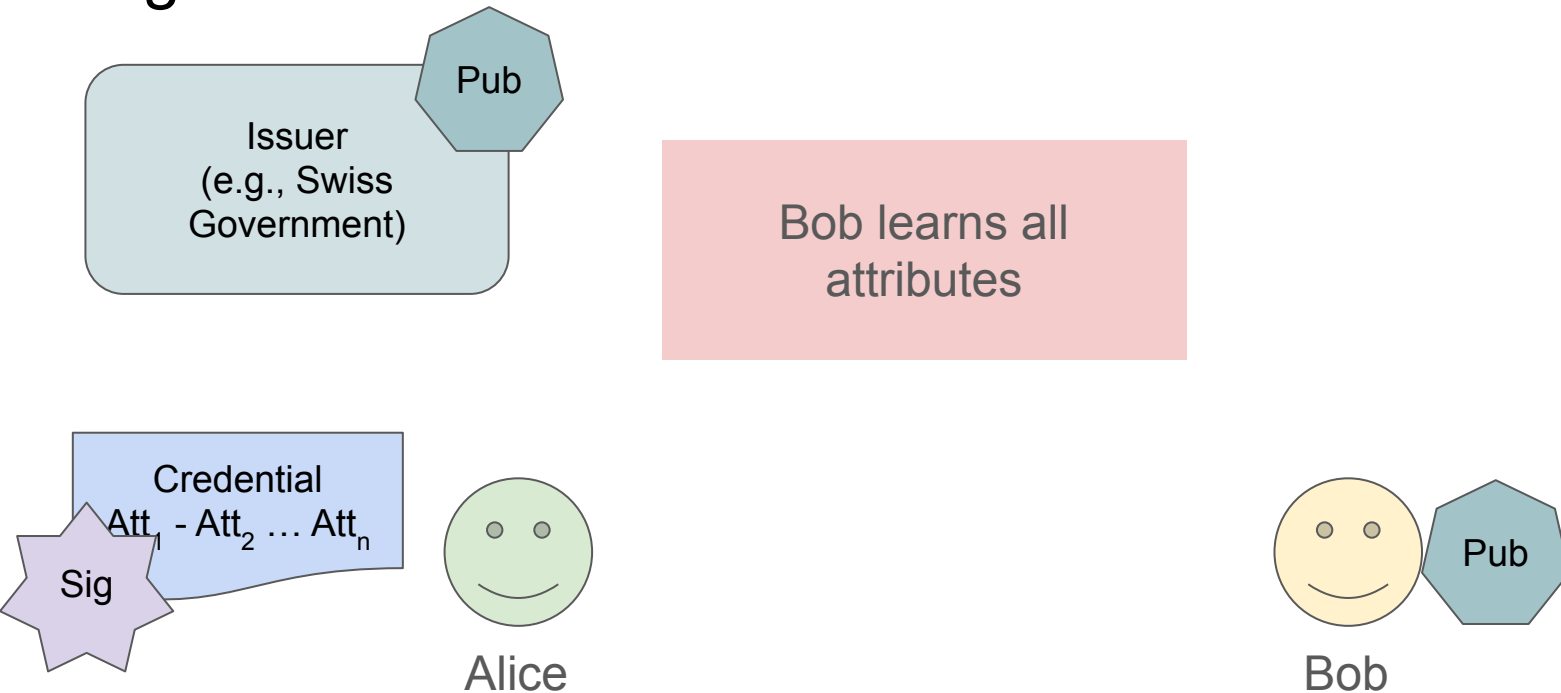 Pub
Issuer
(e.g., Swiss
Government)
Bob learns all
attributes
Credential
Att1 - Att2 … Attn
Sig
Pub
Alice
Bob